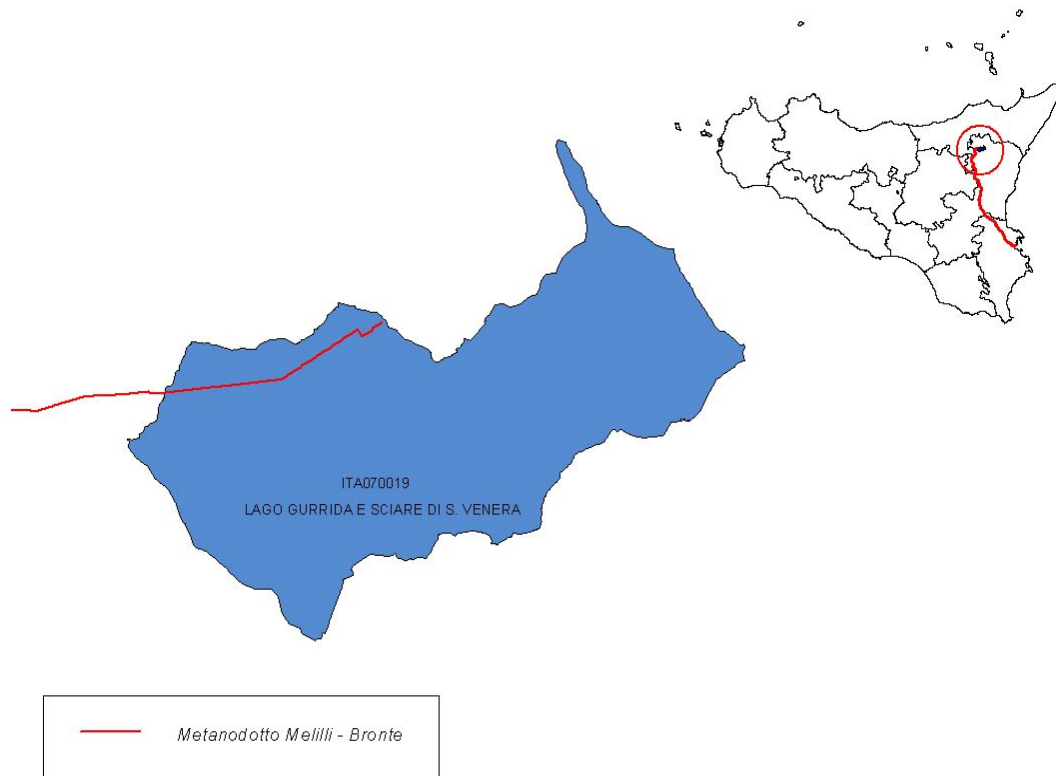 ITA070019
LAGO GURRIDA E SCIARE DI S. VENERA
Metanodotto Melilli - Bronte